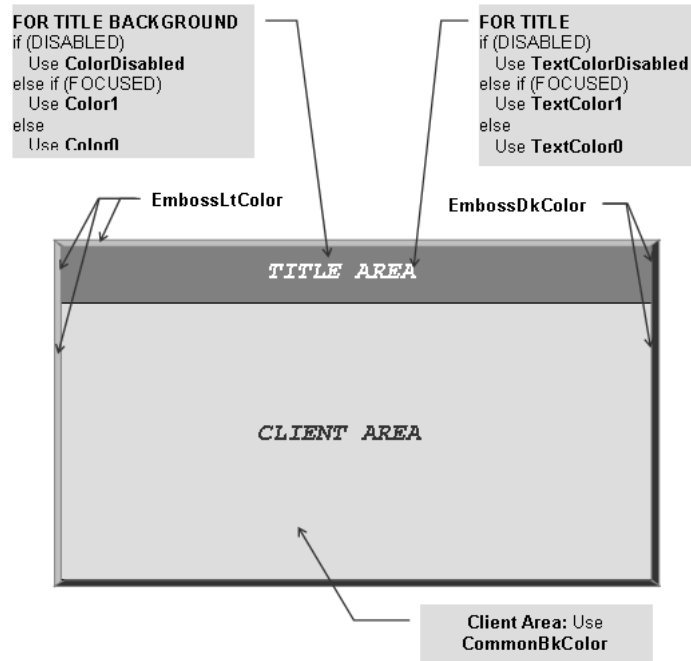 FOR TITLE BACKGROUND
if (DISABLED)
Use ColorDisabled
else if (FOCUSED)
Use Color1
else
Use Color0
FOR TITLE
if (DISABLED)
Use TextColorDisabled
else if (FOCUSED)
Use TextColor1
else
Use TextColor0
EmbossLtColor
EmbossDkColor
TITLE AREA
CLIENT AREA
Client Area: Use
CommonBkColor